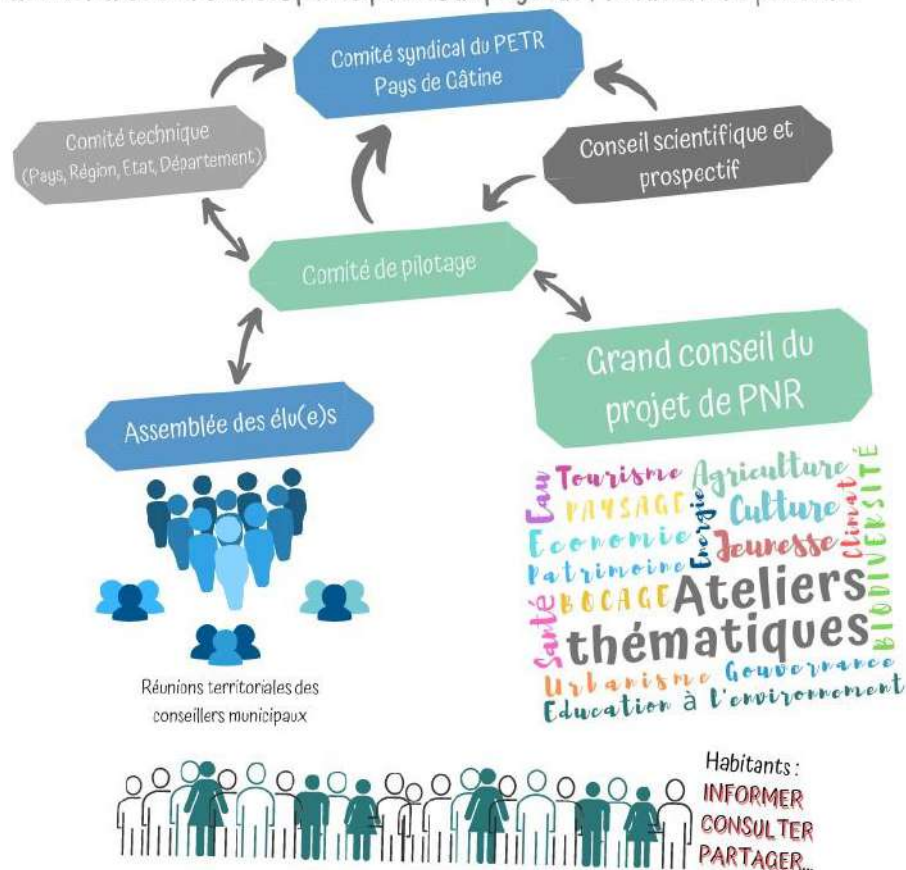 Comité syndical du PETR
Pays de Gâtine
Comité technique
(Pays, Région, Etat, Département)
Conseil scientifique et
prospectif
Comité de pilotage
Grand conseil du
projet de PNR
Assemblée des élu(e)s
Eau
Tourisme
Agriculture
PAYSAGE
Energie
Culture
Climat
BIODIVERSITÉ
Economie
Jeunesse
Patrimoine
Santé
BOCAGE
Ateliers
thématiques
Urbanisme
Gouvernance
Education à l'environnement
Réunions territoriales des
conseillers municipaux
Habitants :
INFORMER
CONSULTER
PARTAGER...